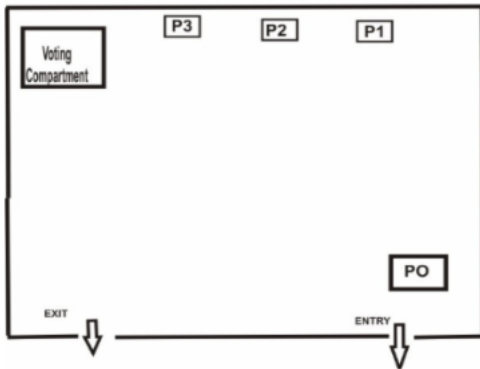 P3
P2
P1
Voting
Compartment
PO
EXIT
ENTRY